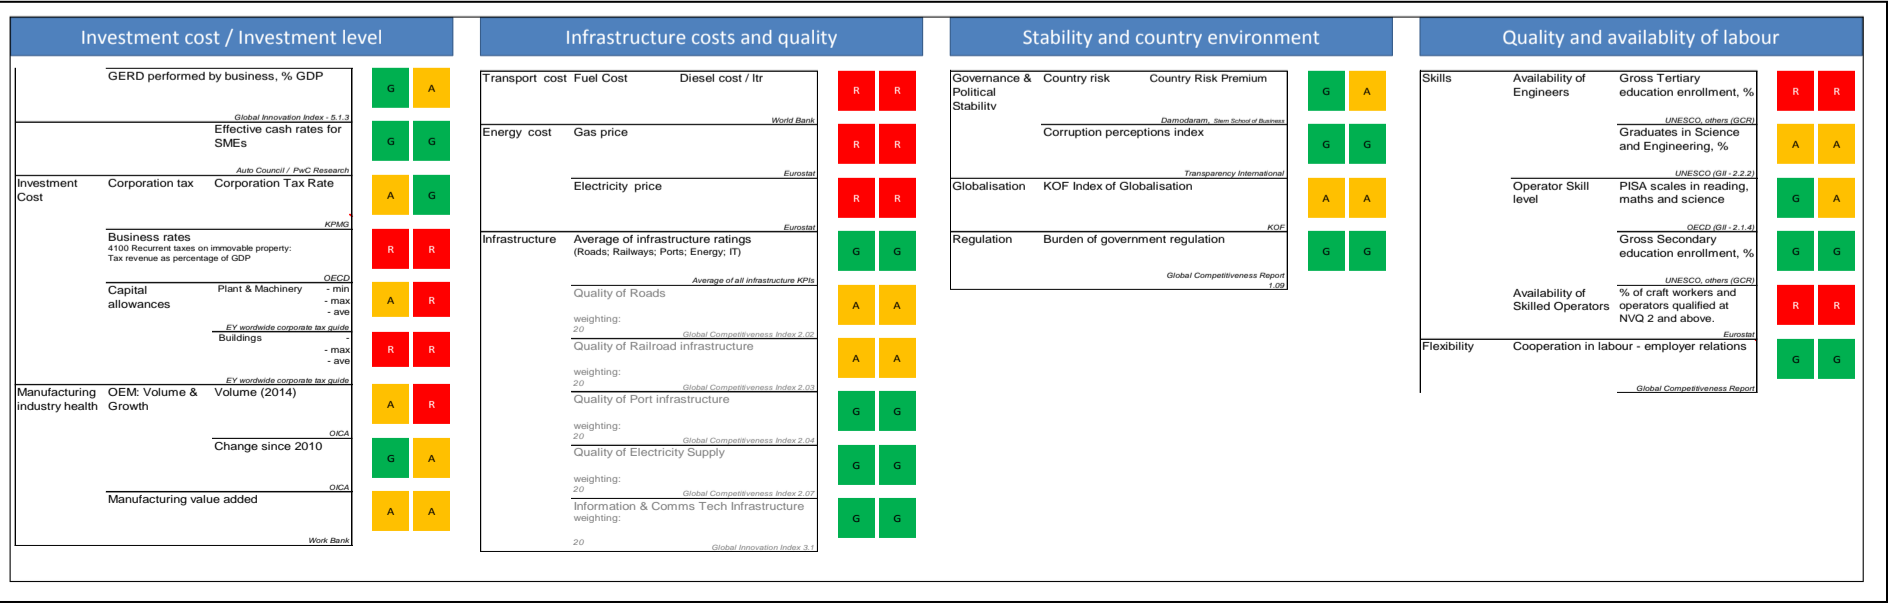 Investment cost / Investment level
GERD performed by business, % GDP
G A
Global Innovation Index - 5.1.3
Effective cash rates for
SMEs
G G
Auto Council / PwC Research
Investment
Cost
Corporation tax
Corporation Tax Rate
A G
KPMG
Business rates
4100 Recurrent taxes on immovable property:
Tax revenue as percentage of GDP
R R
OECD
Capital
allowances
Plant & Machinery - min
- max
- ave
A R
EY wordwide corporate tax guide
Buildings -
- max
- ave
R R
EY wordwide corporate tax guide
Manufacturing
industry health
OEM: Volume &
Growth
Volume (2014)
A R
OICA
Change since 2010
G A
OICA
Manufacturing value added
A A
Work Bank
Infrastructure costs and quality
Transport cost Fuel Cost Diesel cost / ltr
R R
World Bank
Energy cost Gas price
R R
Eurostat
Electricity price
R R
Eurostat
Infrastructure
Average of infrastructure ratings
(Roads; Railways; Ports; Energy; IT)
G G
Average of all infrastructure KPIs
Quality of Roads
A A
weighting:
20
Global Competitiveness Index 2.02
Quality of Railroad infrastructure
A A
weighting:
20
Global Competitiveness Index 2.03
Quality of Port infrastructure
G G
weighting:
20
Global Competitiveness Index 2.04
Quality of Electricity Supply
G G
weighting:
20
Global Competitiveness Index 2.07
Information & Comms Tech Infrastructure
weighting:
G G
20
Global Innovation Index 3.1
Stability and country environment
Governance &
Political
Stability
Country risk
Country Risk Premium
G A
Damodaram, Stern School of Business
Corruption perceptions index
G G
Transparency International
Globalisation KOF Index of Globalisation
A A
KOF
Regulation Burden of government regulation
G G
Global Competitiveness Report
1.09
Quality and availablity of labour
Skills
Availability of
Engineers
Gross Tertiary
education enrollment, %
R R
UNESCO, others (GCR)
Graduates in Science
and Engineering, %
A A
UNESCO (GII - 2.2.2)
Operator Skill
level
PISA scales in reading,
maths and science
G A
OECD (GII - 2.1.4)
Gross Secondary
education enrollment, %
G G
UNESCO, others (GCR)
Availability of
Skilled Operators
% of craft workers and
operators qualified at
NVQ 2 and above.
R R
Eurostat
Flexibility Cooperation in labour - employer relations
G G
Global Competitiveness Report